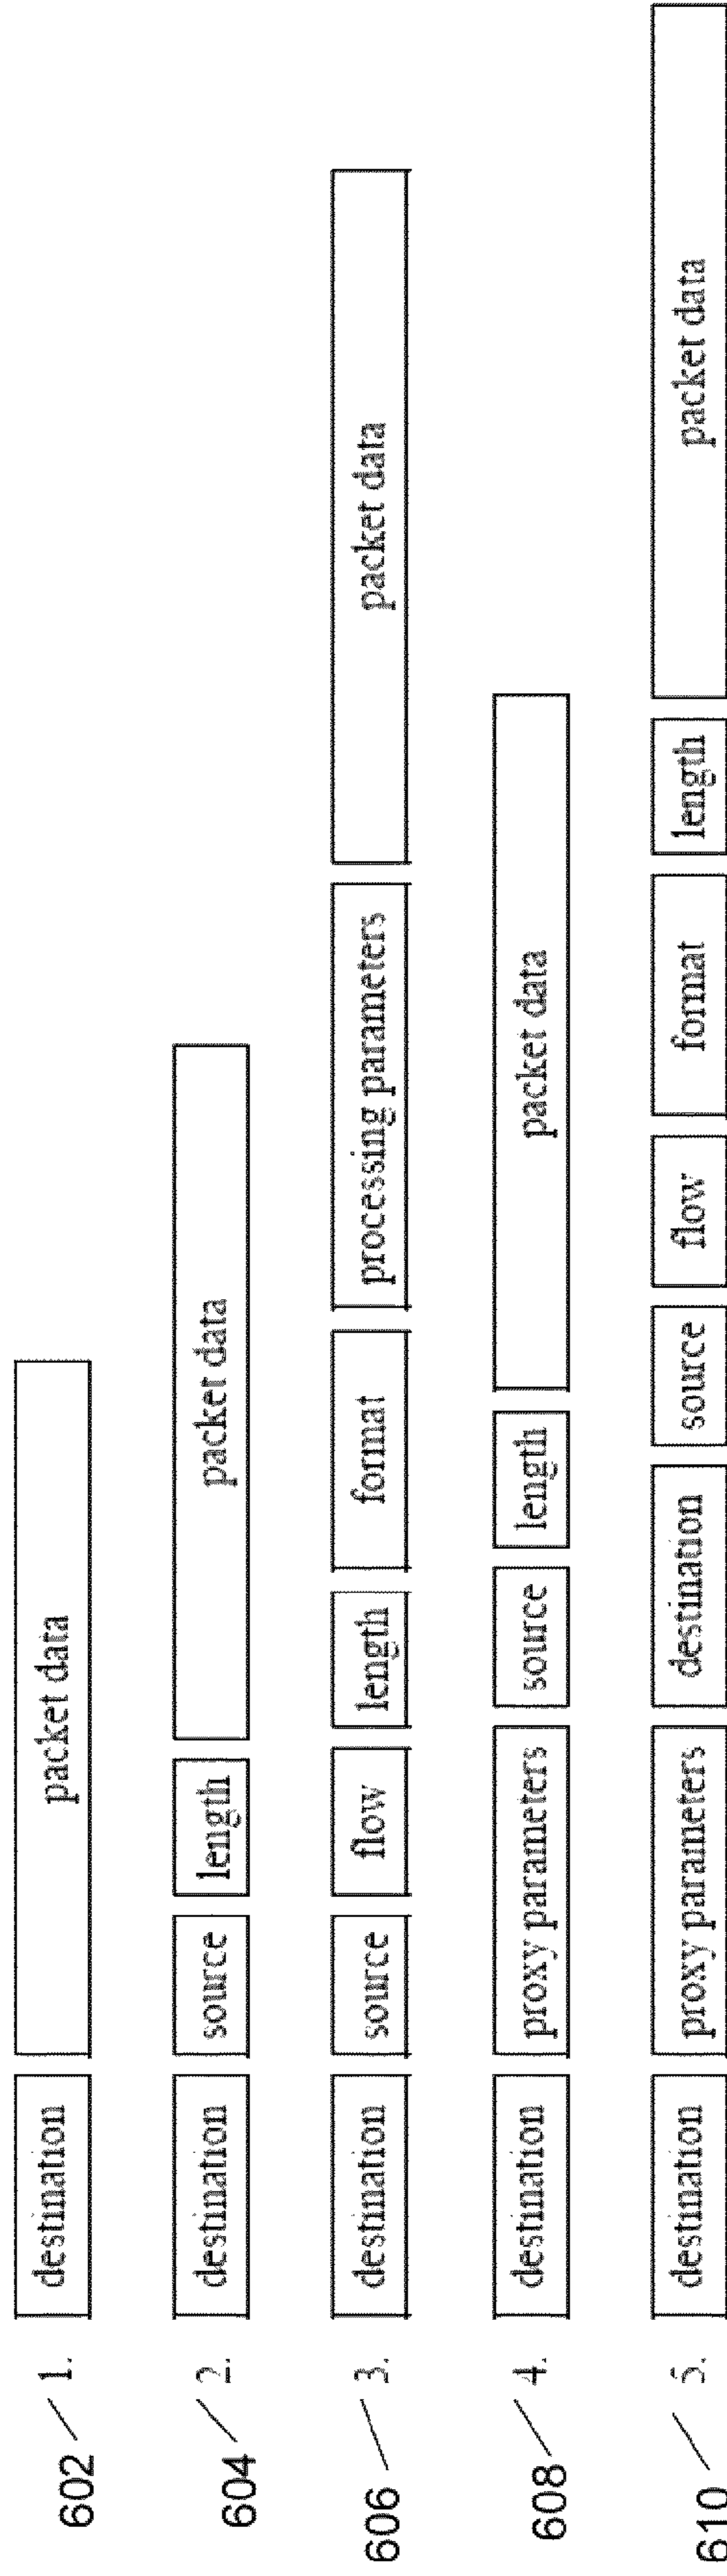 602 1. destination packet data
604 2. destination source length packet data
606 3. destination source flow length format processing parameters packet data
608 4. destination proxy parameters source length packet data
610 5. destination proxy parameters destination source flow format length packet data